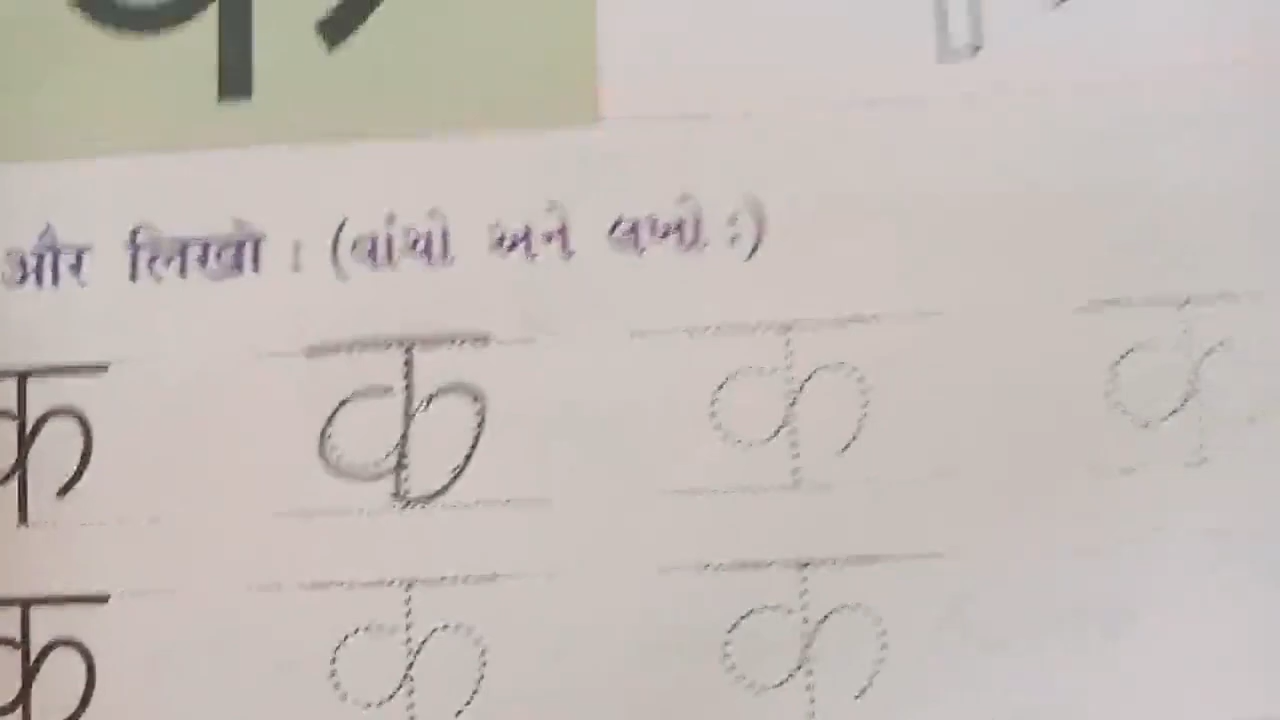 और लिखो : (વાંચો અને લખો :)
क क क क
क क क